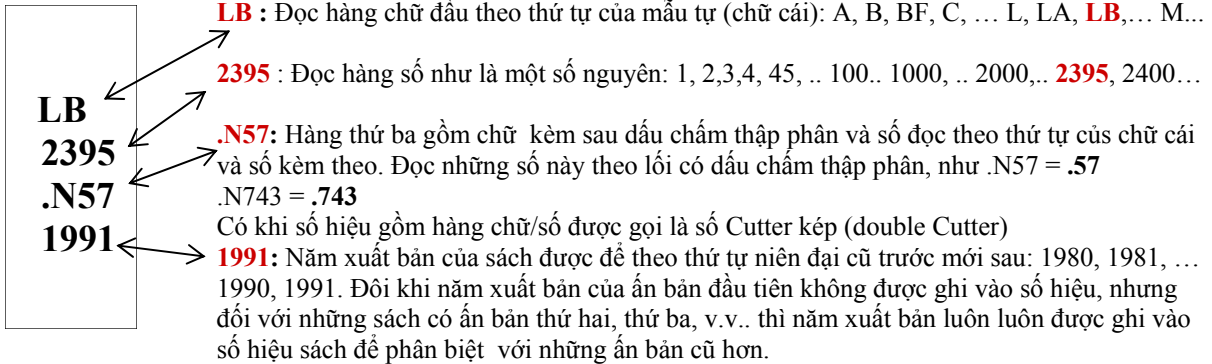 LB : Đọc hàng chữ đầu theo thứ tự của mẫu tự (chữ cái): A, B, BF, C, … L, LA, LB,… M...
2395 : Đọc hàng số như là một số nguyên: 1, 2,3,4, 45, .. 100.. 1000, .. 2000,.. 2395, 2400…
LB
2395
.N57
1991
.N57: Hàng thứ ba gồm chữ kèm sau dấu chấm thập phân và số đọc theo thứ tự củs chữ cái
và số kèm theo. Đọc những số này theo lối có dấu chấm thập phân, như .N57 = .57
.N743 = .743
Có khi số hiệu gồm hàng chữ/số được gọi là số Cutter kép (double Cutter)
1991: Năm xuất bản của sách được để theo thứ tự niên đại cũ trước mới sau: 1980, 1981, …
1990, 1991. Đôi khi năm xuất bản của ấn bản đầu tiên không được ghi vào số hiệu, nhưng
đối với những sách có ấn bản thứ hai, thứ ba, v.v.. thì năm xuất bản luôn luôn được ghi vào
số hiệu sách để phân biệt với những ấn bản cũ hơn.